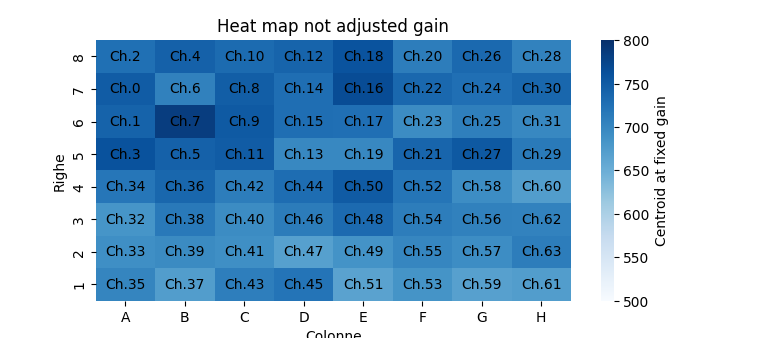 Heat map not adjusted gain
8 Ch.2 Ch.4 Ch.10 Ch.12 Ch.18 Ch.20 Ch.26 Ch.28
7 Ch.0 Ch.6 Ch.8 Ch.14 Ch.16 Ch.22 Ch.24 Ch.30
6 Ch.1 Ch.7 Ch.9 Ch.15 Ch.17 Ch.23 Ch.25 Ch.31
5 Ch.3 Ch.5 Ch.11 Ch.13 Ch.19 Ch.21 Ch.27 Ch.29
4 Ch.34 Ch.36 Ch.42 Ch.44 Ch.50 Ch.52 Ch.58 Ch.60
3 Ch.32 Ch.38 Ch.40 Ch.46 Ch.48 Ch.54 Ch.56 Ch.62
2 Ch.33 Ch.39 Ch.41 Ch.47 Ch.49 Ch.55 Ch.57 Ch.63
1 Ch.35 Ch.37 Ch.43 Ch.45 Ch.51 Ch.53 Ch.59 Ch.61
A B C D E F G H
Colonne
Righe
800
750
700
650
600
550
500
Centroid at fixed gain